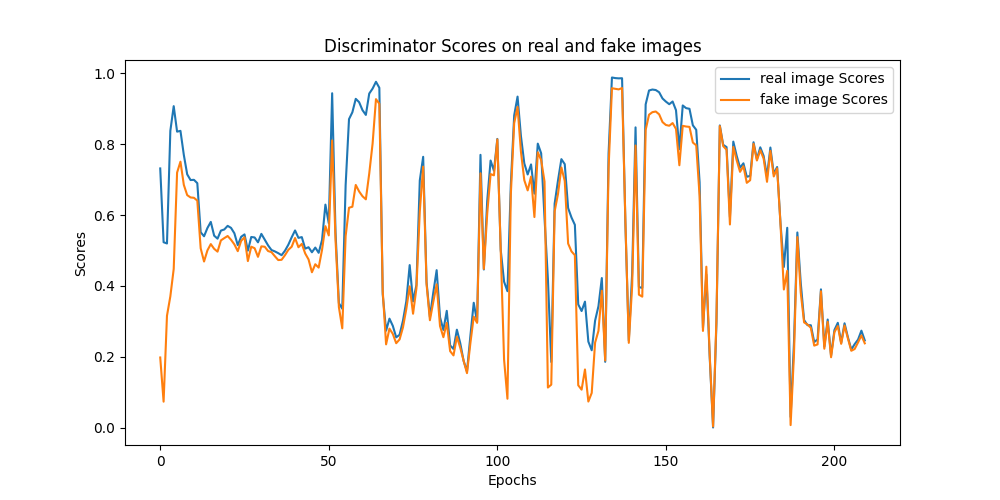 Discriminator Scores on real and fake images
real image Scores
fake image Scores
1.0
0.8
0.6
0.4
0.2
0.0
Scores
0
50
100
150
200
Epochs